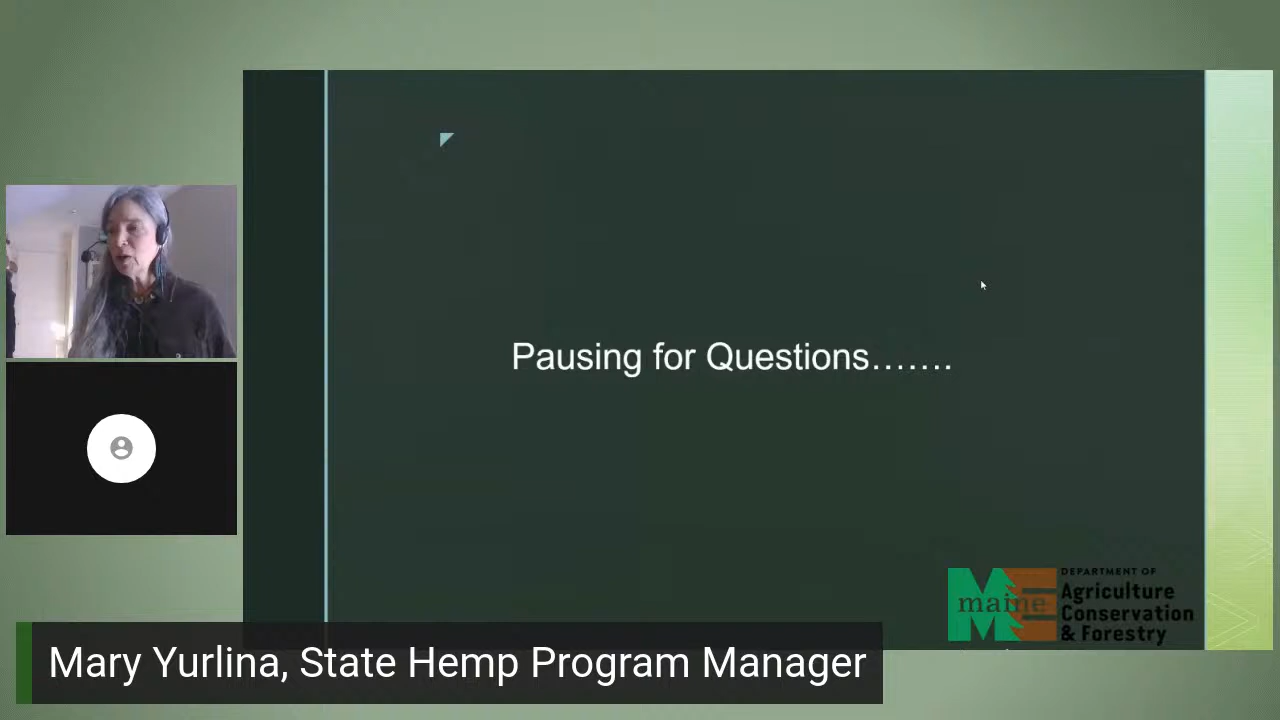 Pausing for Questions.......
DEPARTMENT OF
Agriculture
Conservation
& Forestry
maine
Mary Yurlina, State Hemp Program Manager